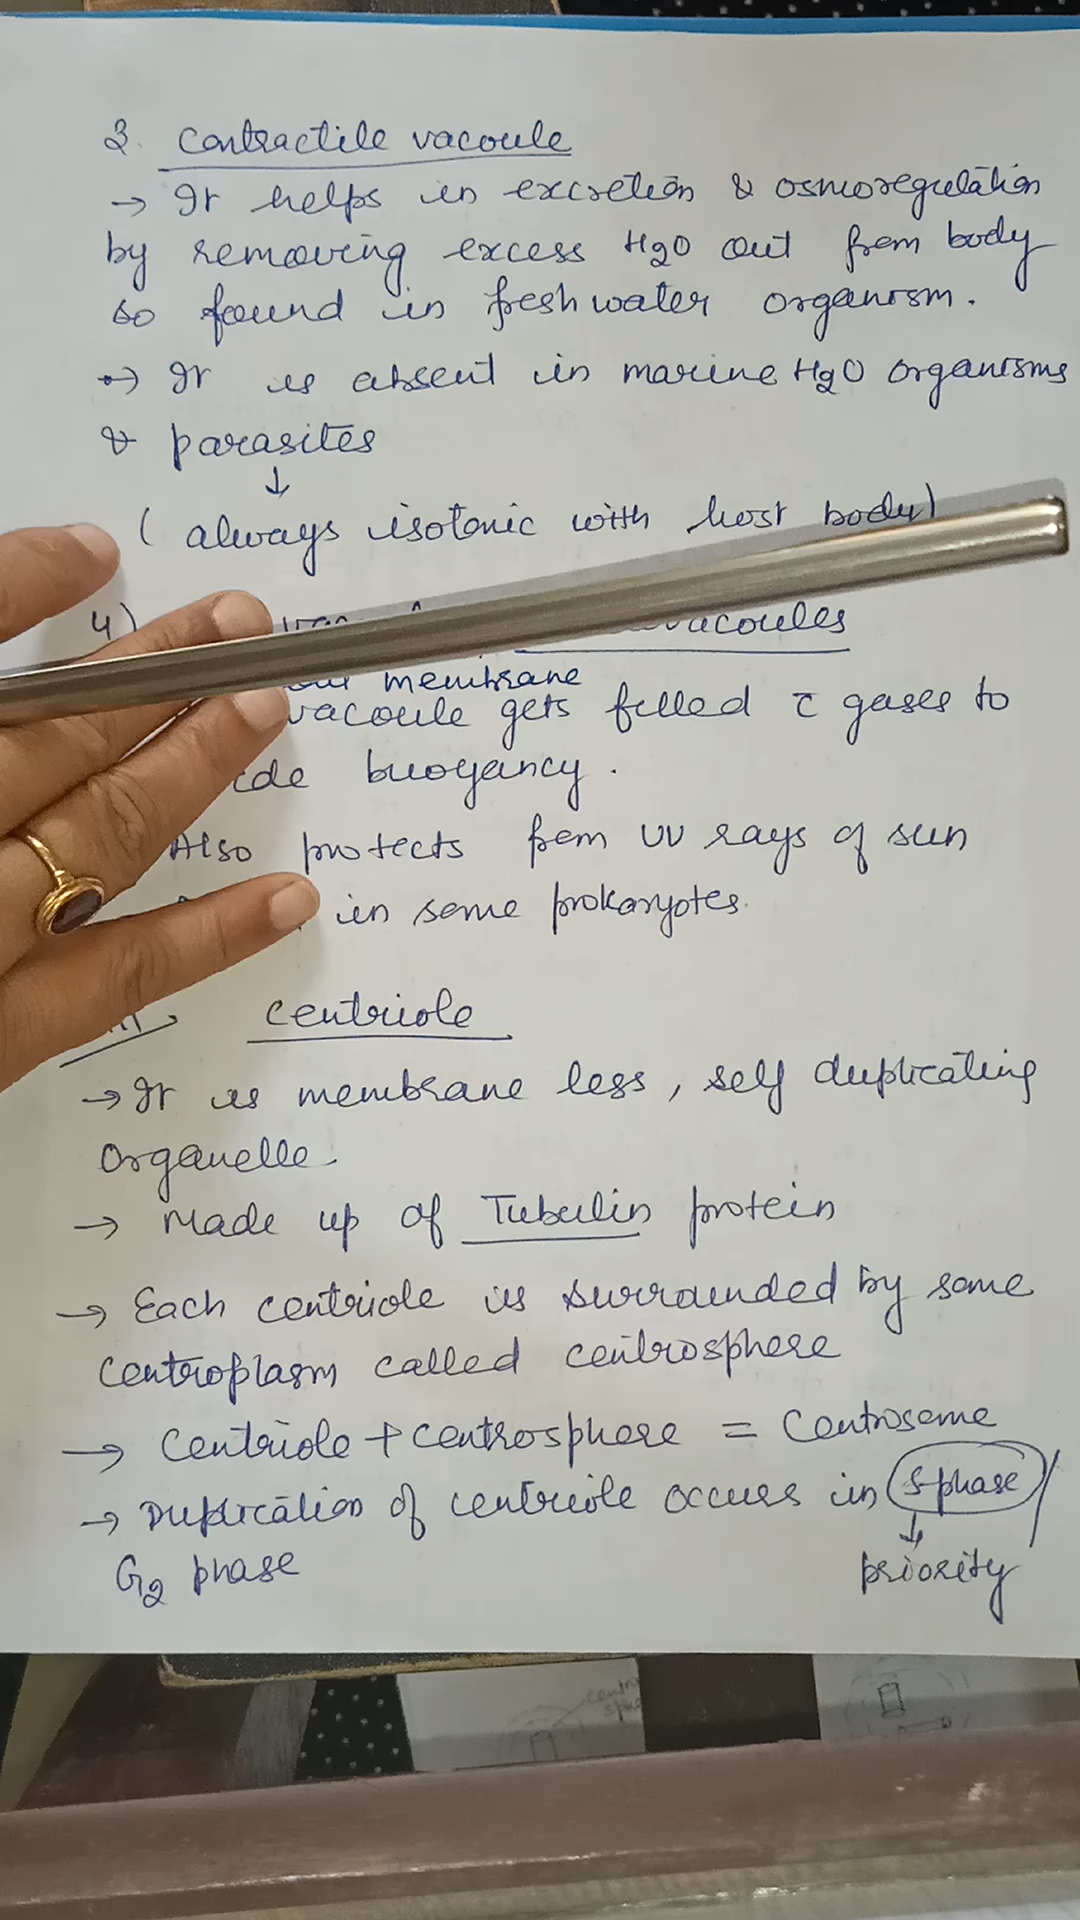 3. Contractile vacoule
→ It helps in excretion & osmoregulation
by removing excess H2O out from body
so found in freshwater organism.
→ It is absent in marine H2O organisms
& parasites
↓
( always isotonic with host body)
4) vacoules
membrane
vacoule gets filled c̄ gases to
buoyancy.
Also protects from UV rays of sun
in some prokaryotes.
Centriole
→ It is membrane less, self duplicating
organelle.
→ Made up of Tubulin protein
→ Each centriole is surrounded by some
centroplasm called centrosphere
→ Centriole + centrosphere = Centrosome
→ Duplication of centriole occurs in S phase /
↓
G2 phase
priority